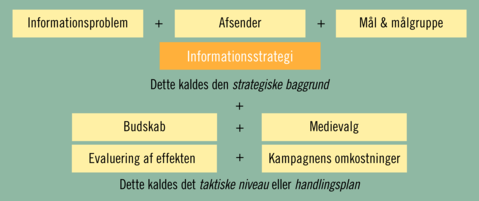 Informationsproblem + Afsender + Mål & målgruppe
Informationsstrategi
Dette kaldes den strategiske baggrund
+
Budskab + Medievalg
Evaluering af effekten + Kampagnens omkostninger
Dette kaldes det taktiske niveau eller handlingsplan